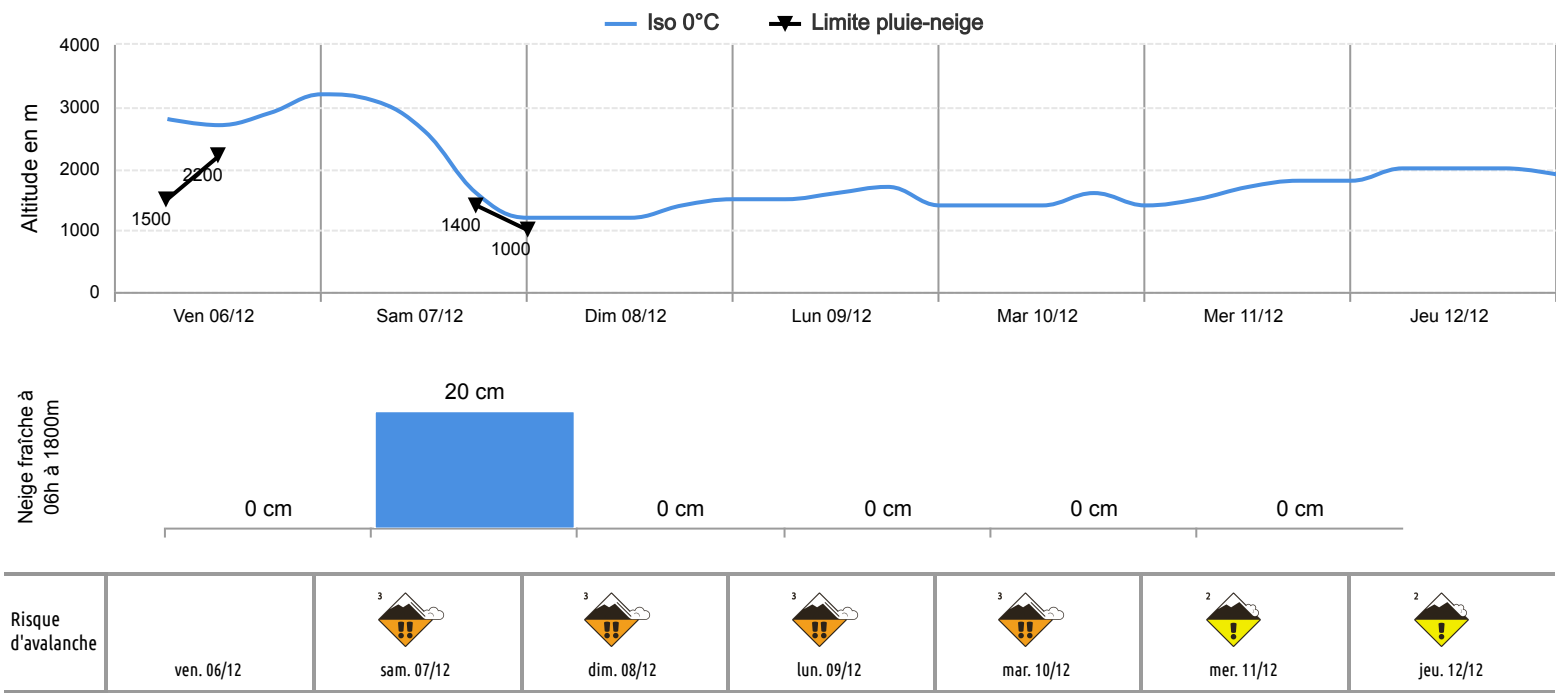 Iso 0°C Limite pluie-neige
Altitude en m
4000
3000
2000
1000
0
2200
1500
1400
1000
Ven 06/12 Sam 07/12 Dim 08/12 Lun 09/12 Mar 10/12 Mer 11/12 Jeu 12/12
Neige fraîche à
06h à 1800m
0 cm 20 cm 0 cm 0 cm 0 cm 0 cm
Risque
d'avalanche
3 3 3 3 2 2
!! !! !! !! ! !
ven. 06/12 sam. 07/12 dim. 08/12 lun. 09/12 mar. 10/12 mer. 11/12 jeu. 12/12